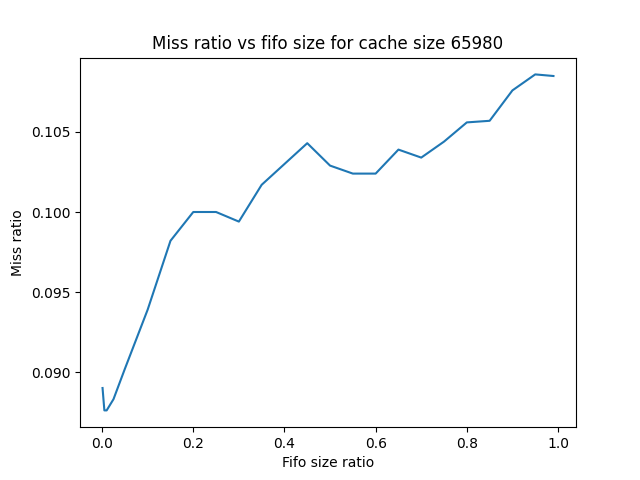 Miss ratio vs fifo size for cache size 65980
0.105
0.100
0.095
0.090
Miss ratio
0.0 0.2 0.4 0.6 0.8 1.0
Fifo size ratio